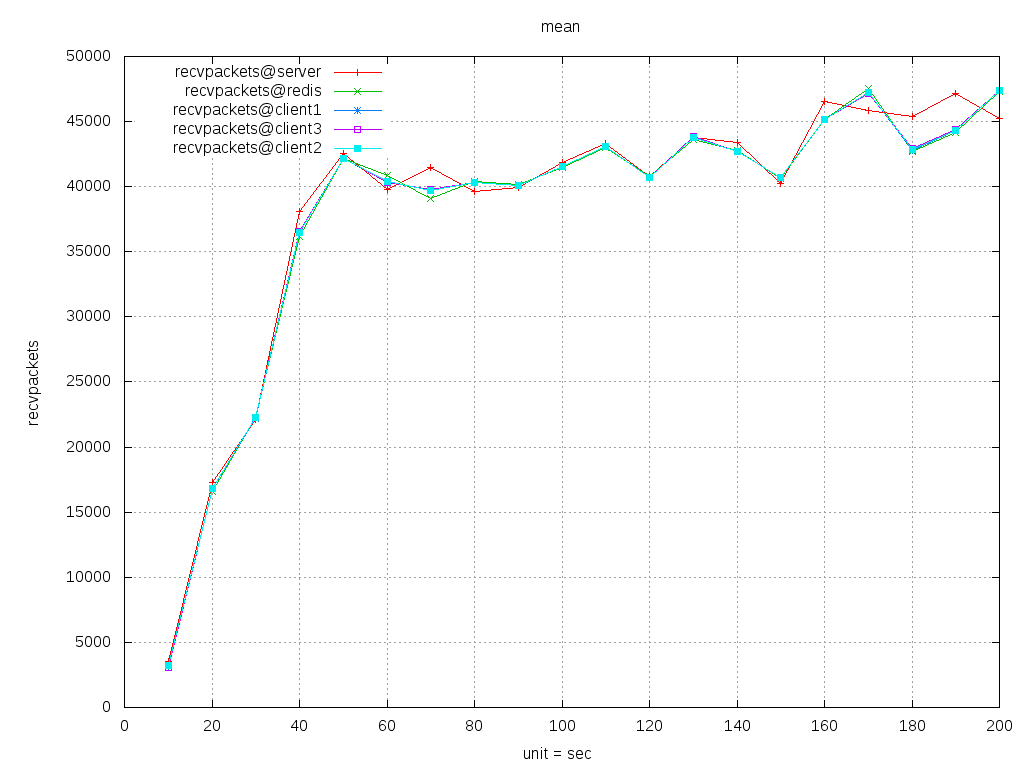 mean
50000
45000
40000
35000
30000
25000
20000
15000
10000
5000
0
recvpackets
recvpackets@server
recvpackets@redis
recvpackets@client1
recvpackets@client3
recvpackets@client2
0 20 40 60 80 100 120 140 160 180 200
unit = sec